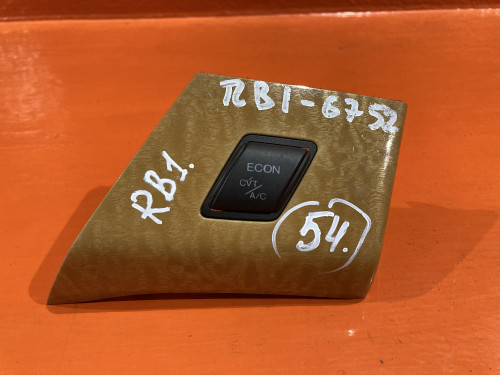 RB1-6752
ECON
CVT/
A/C
RB1.
54.